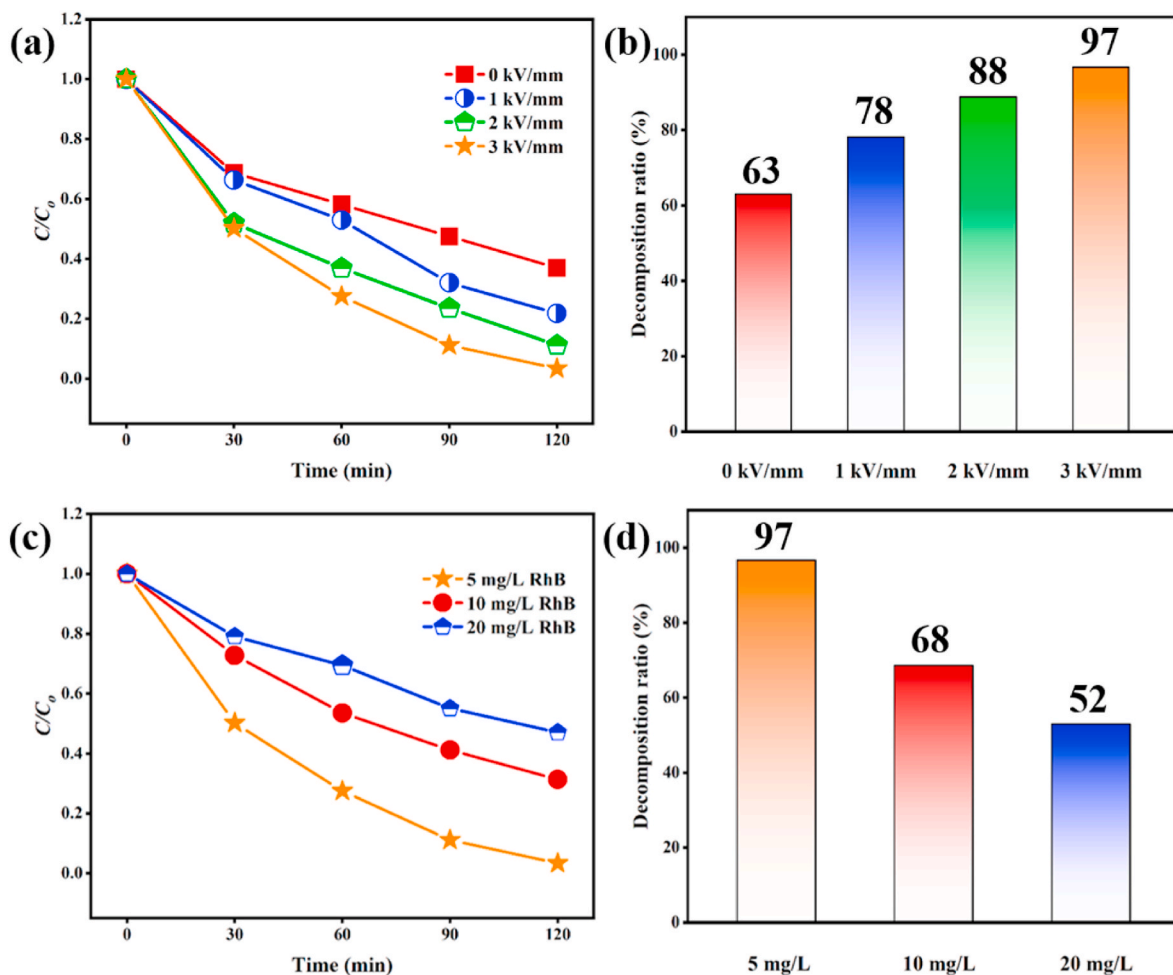 (a)
1.2
1.0
0.8
0.6
0.4
0.2
0.0
C/Co
0 kV/mm
1 kV/mm
2 kV/mm
3 kV/mm
0 30 60 90 120
Time (min)
(b)
100
80
60
40
20
0
Decomposition ratio (%)
63
78
88
97
0 kV/mm 1 kV/mm 2 kV/mm 3 kV/mm
(c)
1.2
1.0
0.8
0.6
0.4
0.2
0.0
C/Co
5 mg/L RhB
10 mg/L RhB
20 mg/L RhB
0 30 60 90 120
Time (min)
(d)
100
80
60
40
20
0
Decomposition ratio (%)
97
68
52
5 mg/L 10 mg/L 20 mg/L